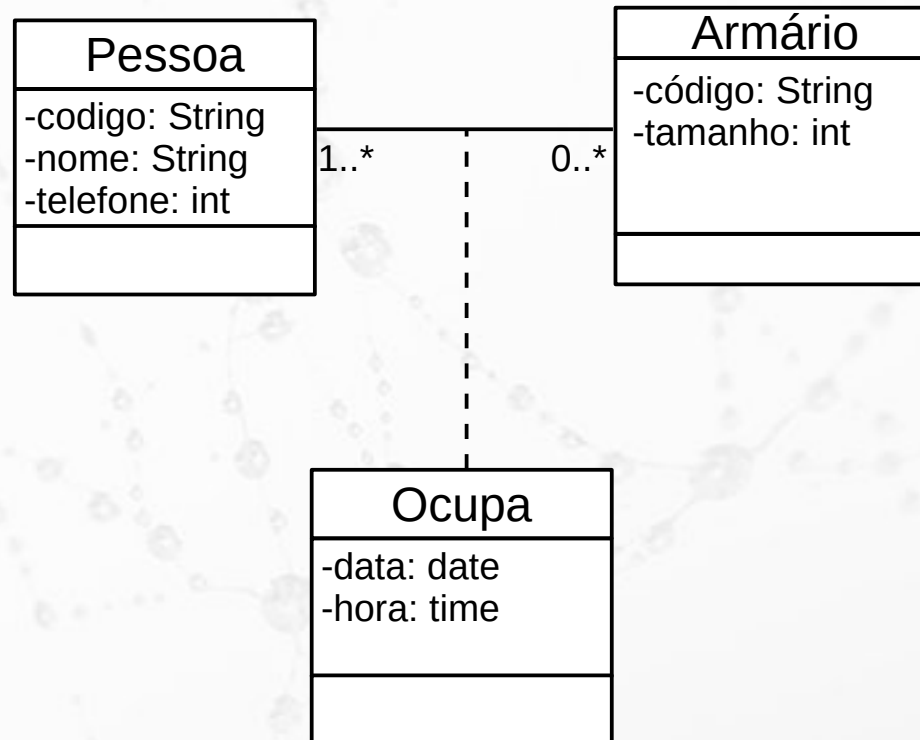 Pessoa
-codigo: String
-nome: String
-telefone: int
1..*
0..*
Armário
-código: String
-tamanho: int
Ocupa
-data: date
-hora: time